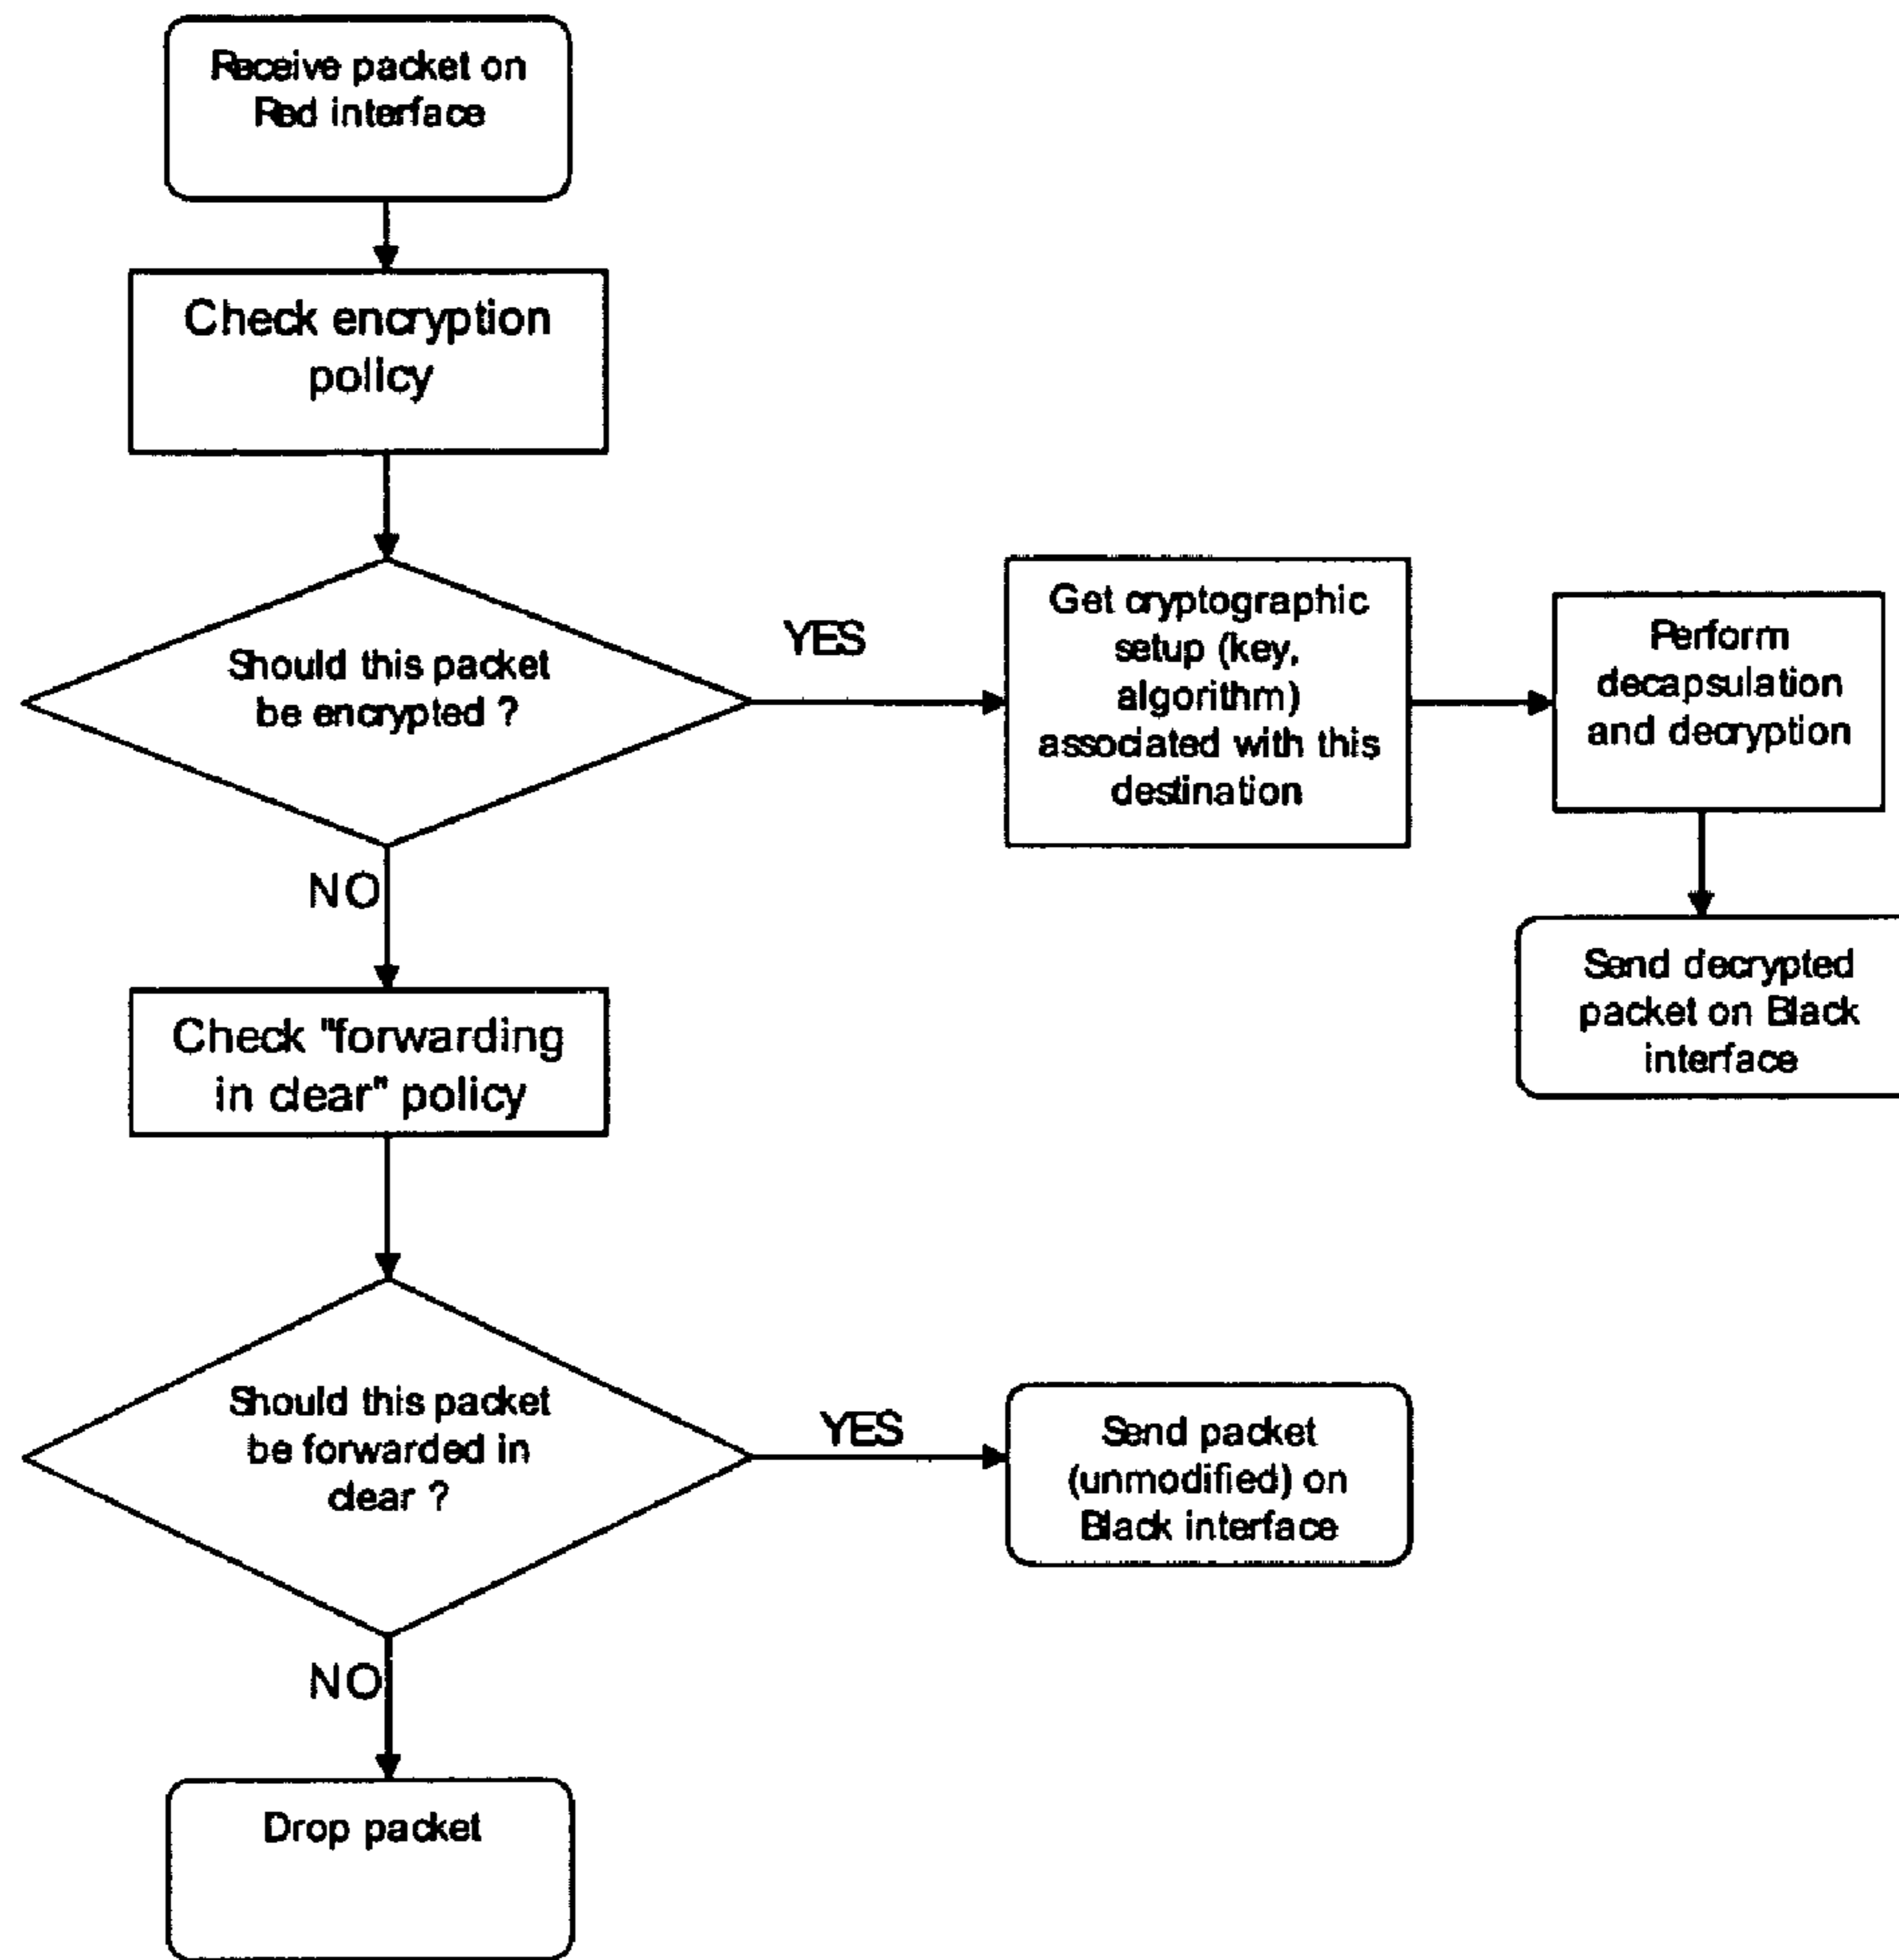 Receive packet on
Red interface
Check encryption
policy
Should this packet
be encrypted ?
YES
Get cryptographic
setup (key,
algorithm)
associated with this
destination
Perform
decapsulation
and decryption
Send decrypted
packet on Black
interface
NO
Check "forwarding
in clear" policy
Should this packet
be forwarded in
clear ?
YES
Send packet
(unmodified) on
Black interface
NO
Drop packet